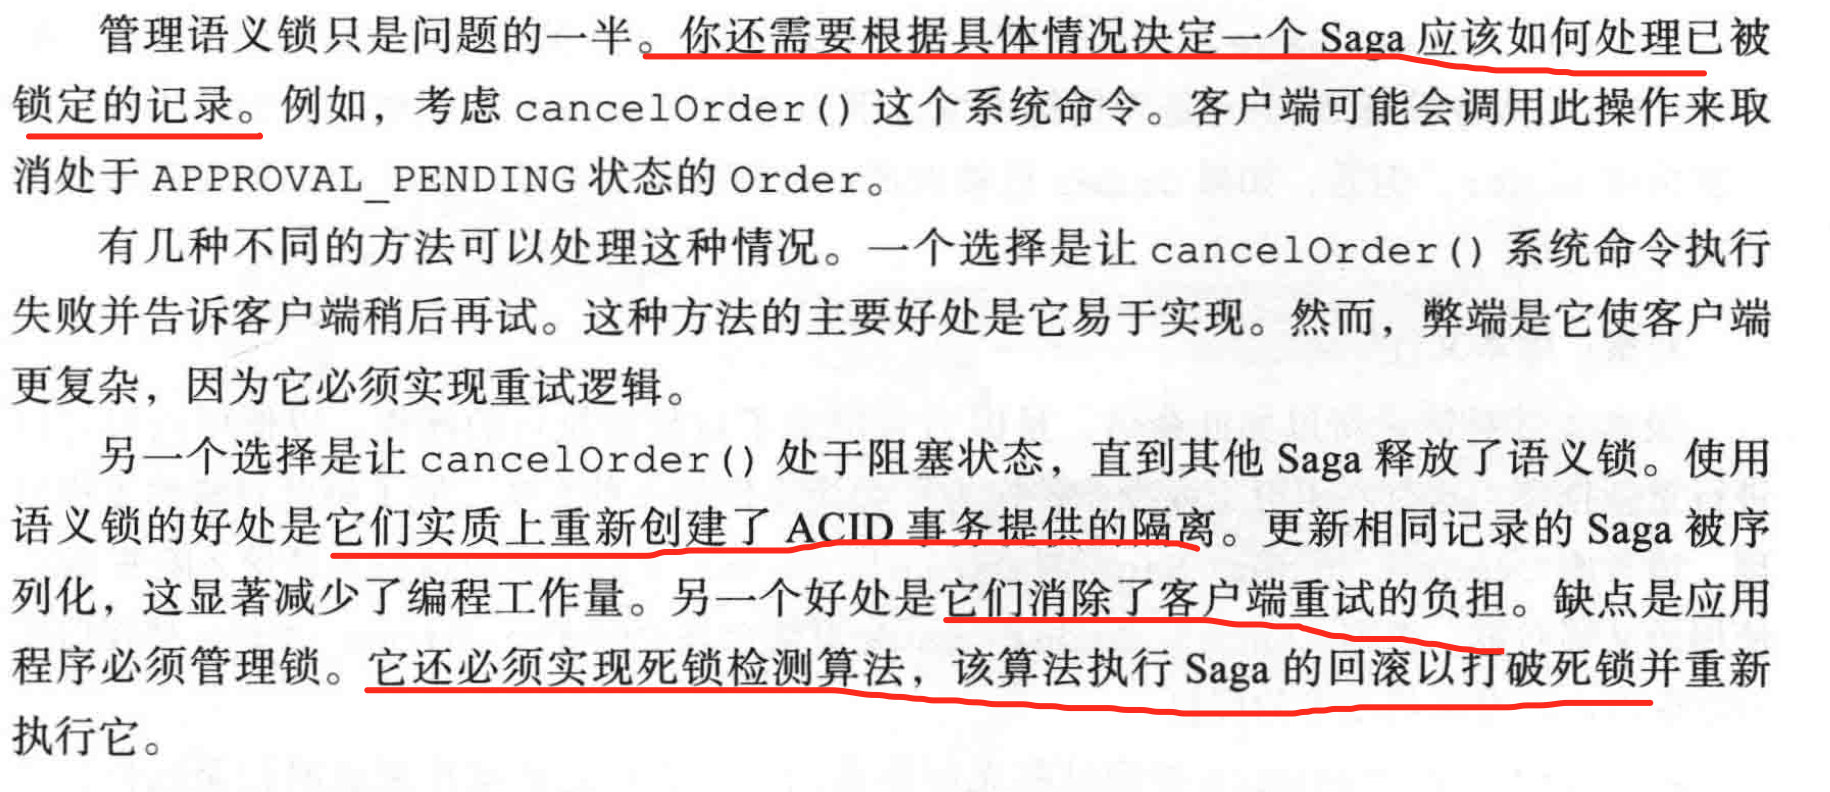 管理语义锁只是问题的一半。你还需要根据具体情况决定一个 Saga 应该如何处理已被
锁定的记录。例如，考虑 cancelOrder() 这个系统命令。客户端可能会调用此操作来取
消处于 APPROVAL_PENDING 状态的 Order。
有几种不同的方法可以处理这种情况。一个选择是让 cancelOrder() 系统命令执行
失败并告诉客户端稍后再试。这种方法的主要好处是它易于实现。然而，弊端是它使客户端
更复杂，因为它必须实现重试逻辑。
另一个选择是让 cancelOrder() 处于阻塞状态，直到其他 Saga 释放了语义锁。使用
语义锁的好处是它们实质上重新创建了 ACID 事务提供的隔离。更新相同记录的 Saga 被序
列化，这显著减少了编程工作量。另一个好处是它们消除了客户端重试的负担。缺点是应用
程序必须管理锁。它还必须实现死锁检测算法，该算法执行 Saga 的回滚以打破死锁并重新
执行它。